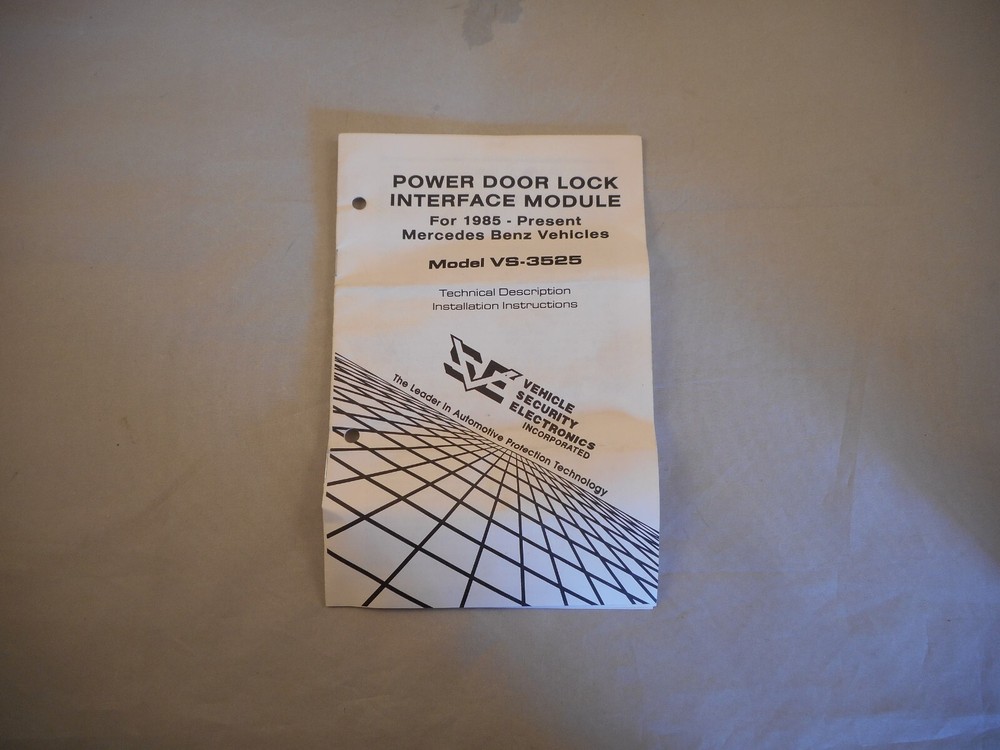 POWER DOOR LOCK
INTERFACE MODULE
For 1985 - Present
Mercedes Benz Vehicles
Model VS-3525
Technical Description
Installation Instructions
VSE
VEHICLE
SECURITY
ELECTRONICS
INCORPORATED
The Leader In Automotive Protection Technology